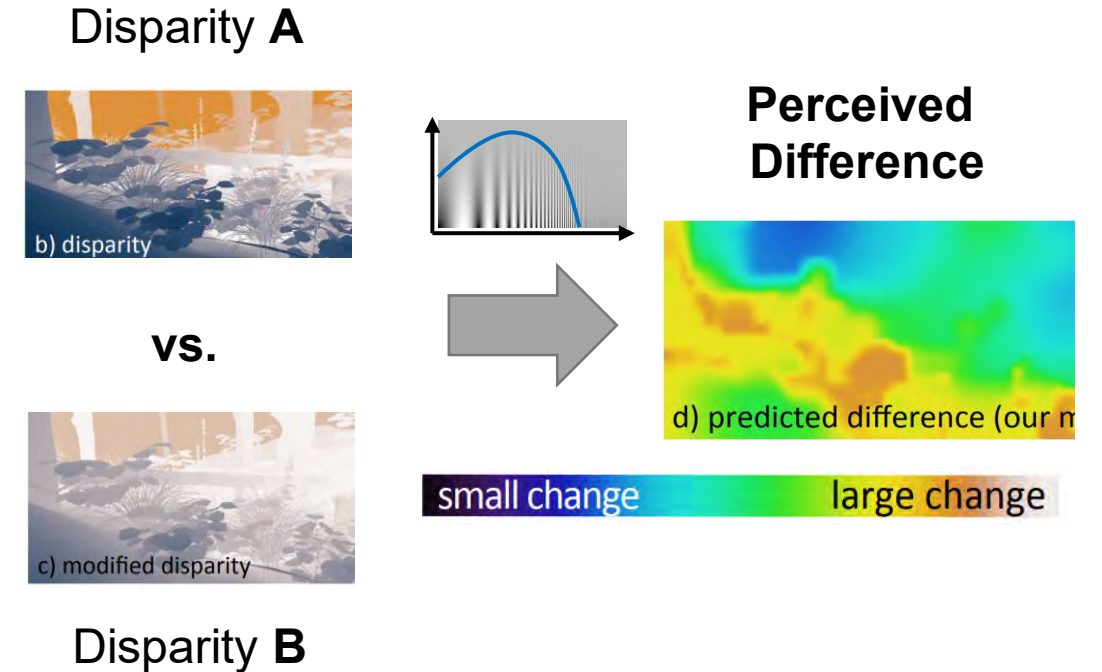 Disparity A
b) disparity
vs.
c) modified disparity
Disparity B
Perceived
Difference
d) predicted difference (our m
small change
large change